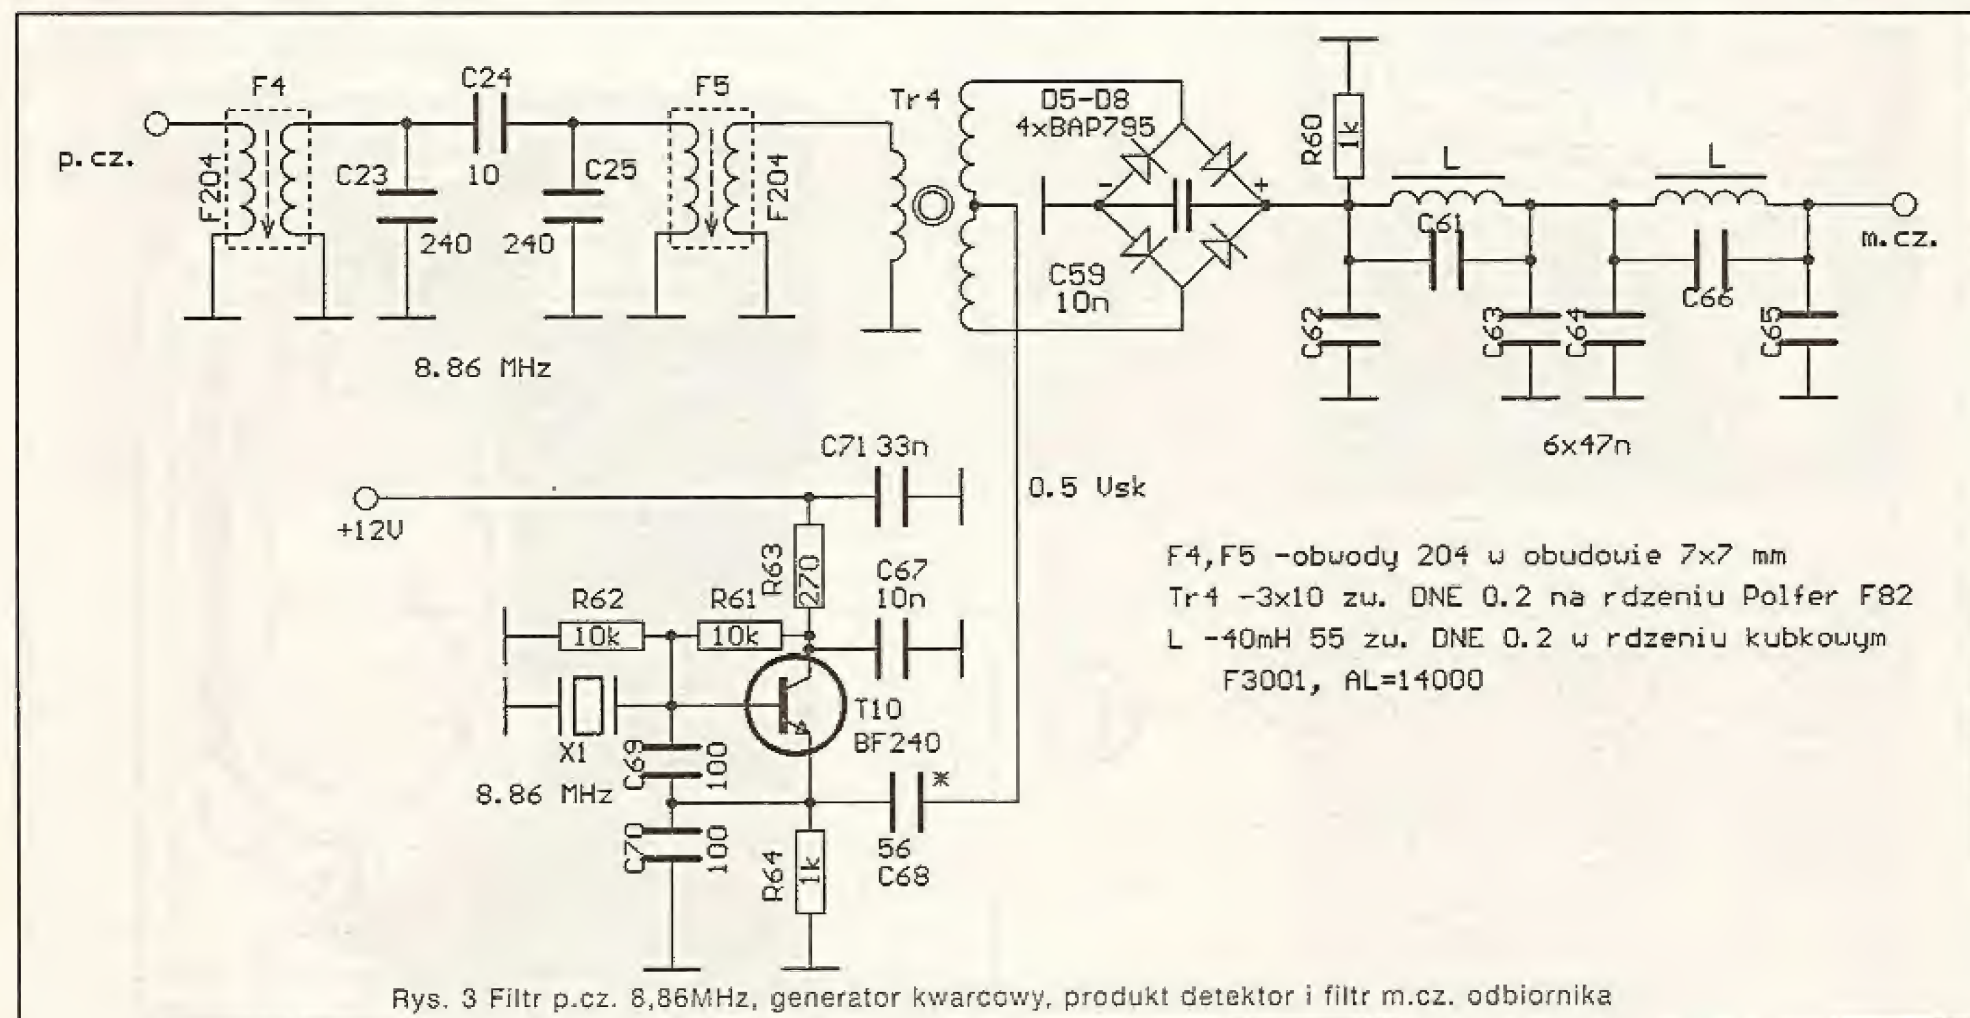 F4
C24
F5
Tr4
D5-D8
4xBAP795
p.cz.
F204
C23
240
10
C25
240
F204
F204
R60
1k
L
L
-
+
C59
10n
C61
C66
m.cz.
C62
C63
C64
C65
6x47n
8.86 MHz
C71 33n
+12V
0.5 Vsk
R63
270
C67
10n
R62
10k
R61
10k
T10
BF240
X1
8.86 MHz
C69
100
C70
100
R64
1k
*
56
C68
F4,F5 -obwody 204 w obudowie 7x7 mm
Tr4 -3x10 zw. DNE 0.2 na rdzeniu Polfer F82
L -40mH 55 zw. DNE 0.2 w rdzeniu kubkowym
F3001, AL=14000
Rys. 3 Filtr p.cz. 8,86MHz, generator kwarcowy, produkt detektor i filtr m.cz. odbiornika